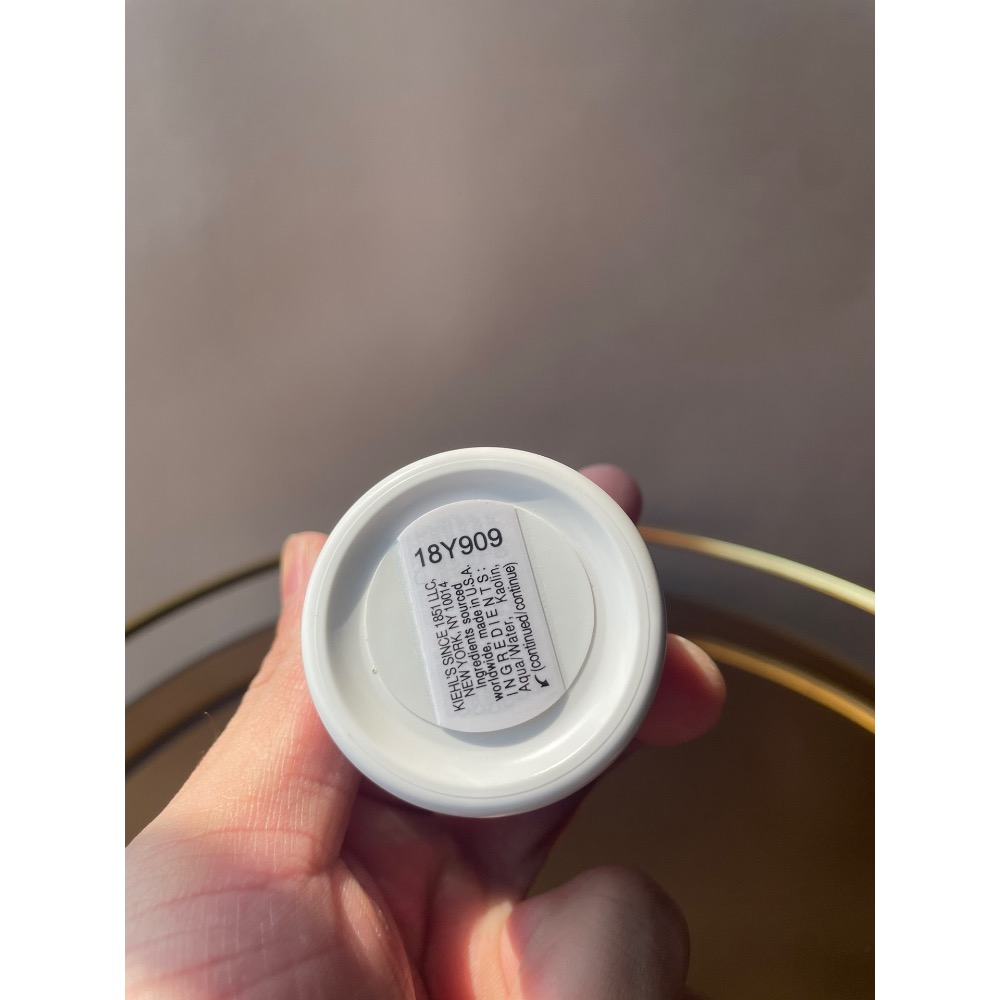 18Y909
KIEHL'S SINCE 1851 LLC,
NEW YORK, NY 10014
Ingredients sourced
worldwide, made in U.S.A.
INGREDIENTS:
Aqua/Water, Kaolin,
(continued/continue)